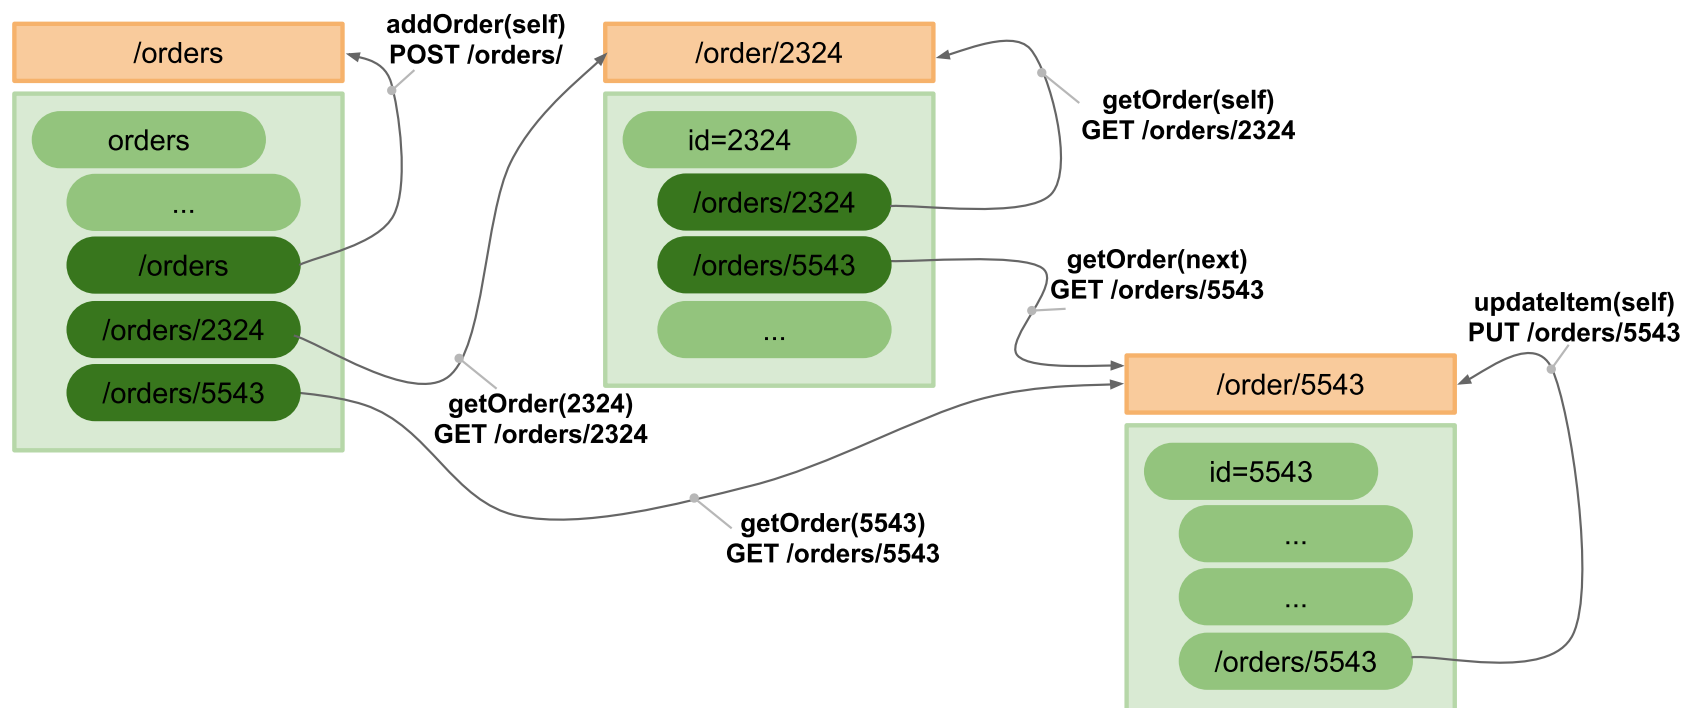 /orders
addOrder(self)
POST /orders/
orders
...
/orders
/orders/2324
/orders/5543
getOrder(2324)
GET /orders/2324
getOrder(5543)
GET /orders/5543
/order/2324
id=2324
/orders/2324
/orders/5543
...
getOrder(self)
GET /orders/2324
getOrder(next)
GET /orders/5543
/order/5543
id=5543
...
...
/orders/5543
updateItem(self)
PUT /orders/5543